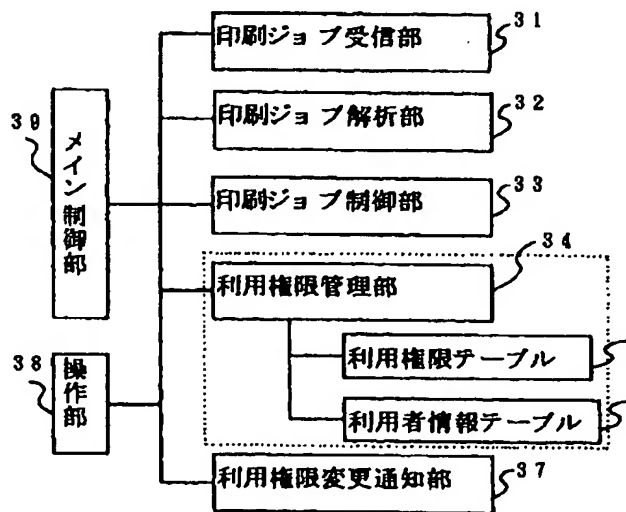 印刷ジョブ受信部
31
印刷ジョブ解析部
32
39
メイン制御部
印刷ジョブ制御部
33
34
利用権限管理部
利用権限テーブル
38
操作部
利用者情報テーブル
利用権限変更通知部
37